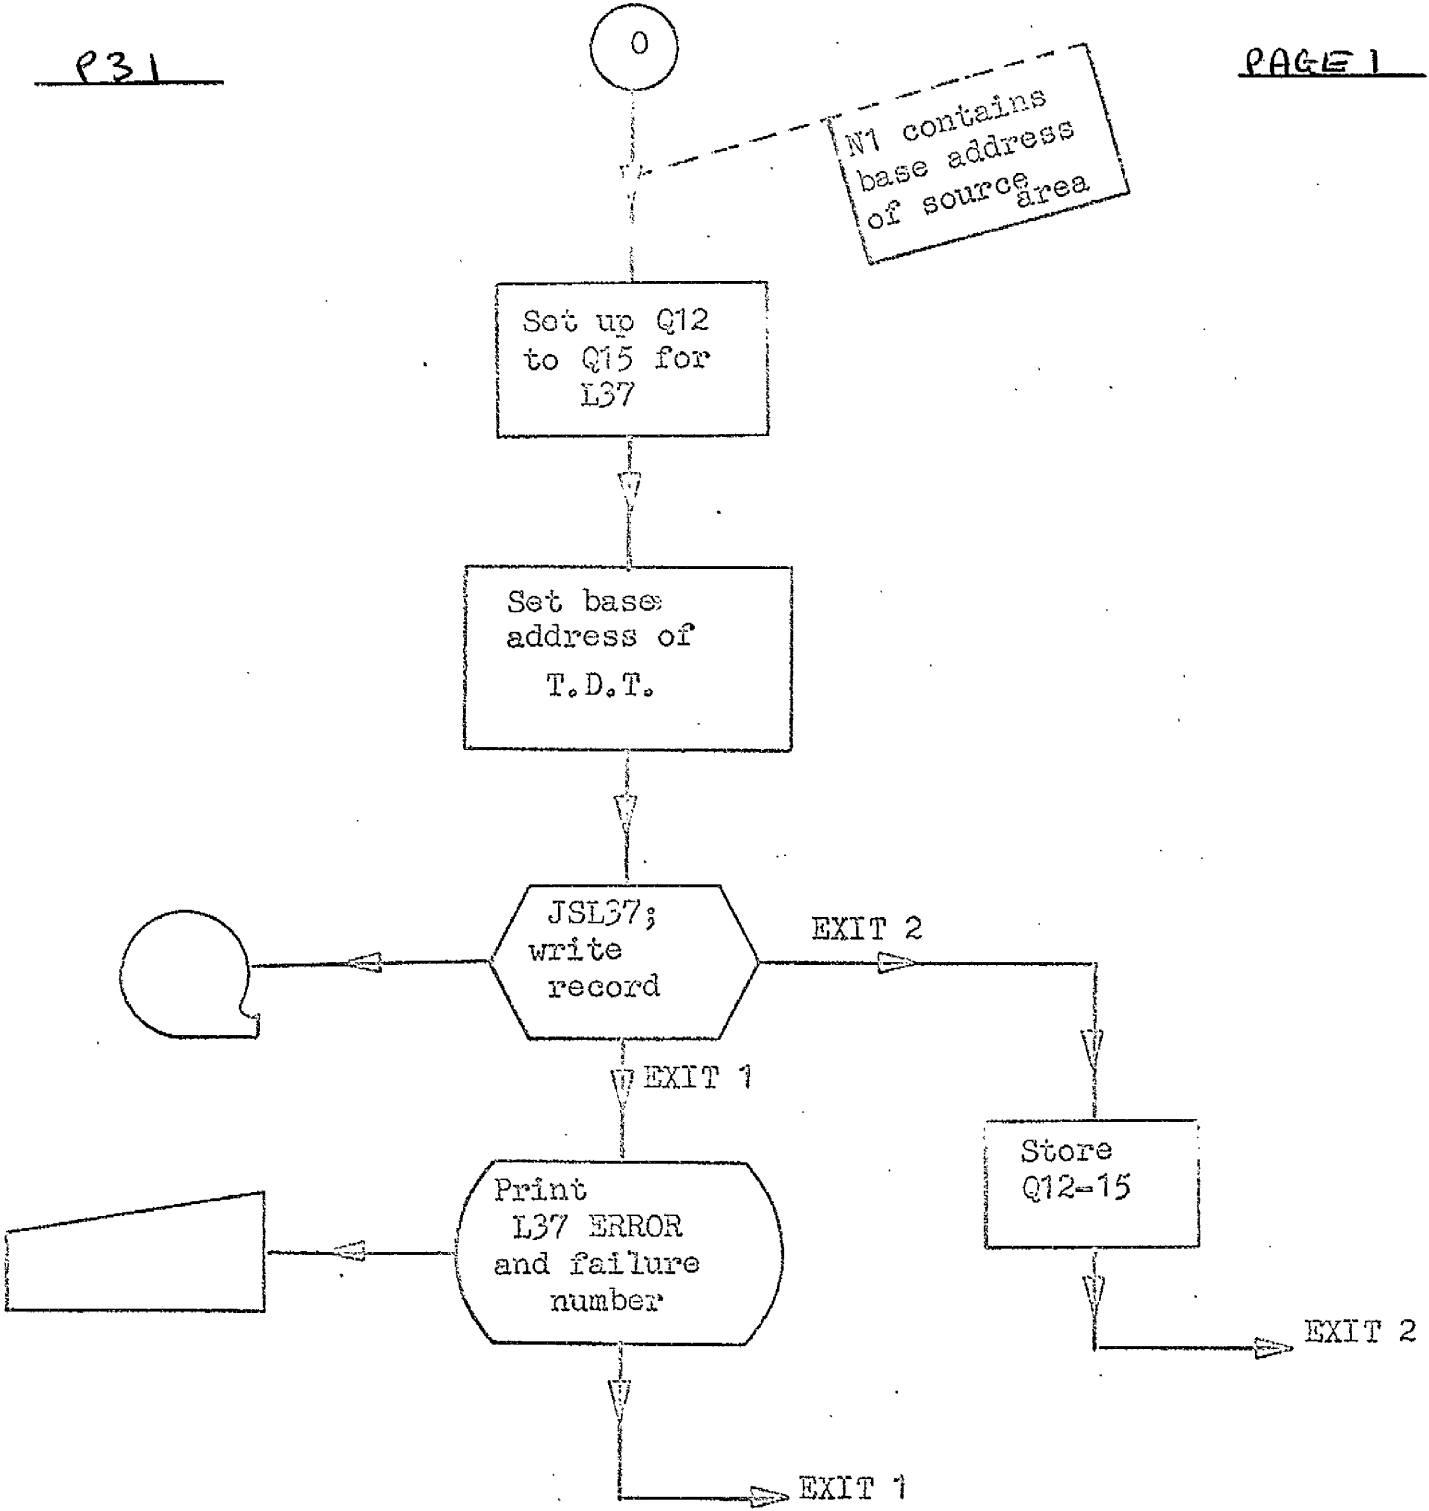 P31
PAGE 1
O
N1 contains
base address
of source
area
Set up Q12
to Q15 for
L37
Set base
address of
T.D.T.
JSL37;
write
record
EXIT 2
EXIT 1
Store
Q12-15
Print
L37 ERROR
and failure
number
EXIT 2
EXIT 1